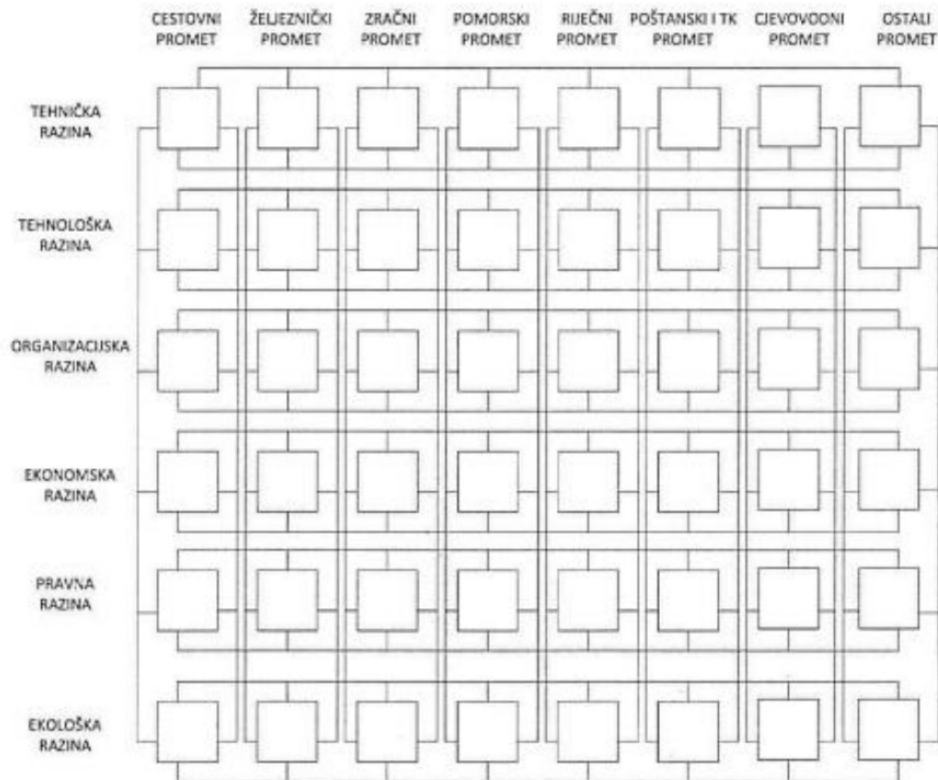 CESTOVNI
PROMET
ŽELJEZNIČKI
PROMET
ZRAČNI
PROMET
POMORSKI
PROMET
RIJEČNI
PROMET
POŠTANSKI I TK
PROMET
CJEVOVODNI
PROMET
OSTALI
PROMET
TEHNIČKA
RAZINA
TEHNOLOŠKA
RAZINA
ORGANIZACIJSKA
RAZINA
EKONOMSKA
RAZINA
PRAVNA
RAZINA
EKOLOŠKA
RAZINA